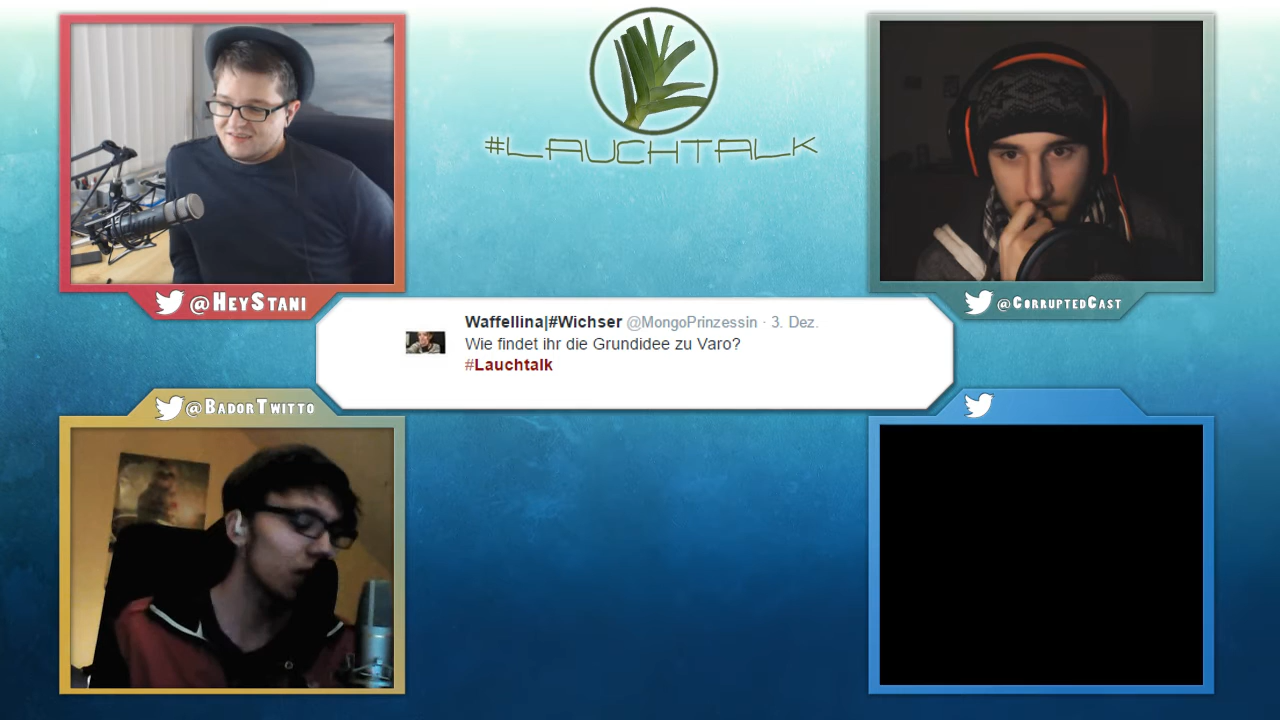 #LAUCHTALK
@HeyStani
@CorruptedCast
Waffellina|#Wichser @MongoPrinzessin · 3. Dez.
Wie findet ihr die Grundidee zu Varo?
#Lauchtalk
@BadorTwitto